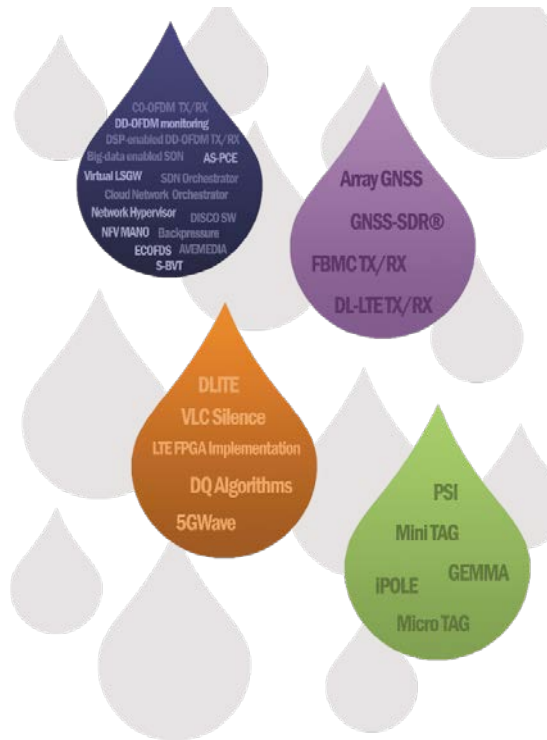 CO-OFDM TX/RX
DD-OFDM monitoring
DSP-enabled DD-OFDM TX/RX
Big-data enabled SDN AS-PCE
Virtual LSGW SDN Orchestrator
Cloud Network Orchestrator
Network Hypervisor DISCO SW
NFV MANO Backpressure
ECOFDS AVEMEDIA
S-BVT
Array GNSS
GNSS-SDR®
FBMC TX/RX
DL-LTE TX/RX
DLITE
VLC Silence
LTE FPGA Implementation
DQ Algorithms
5GWave
PSI
Mini TAG
GEMMA
iPOLE
Micro TAG